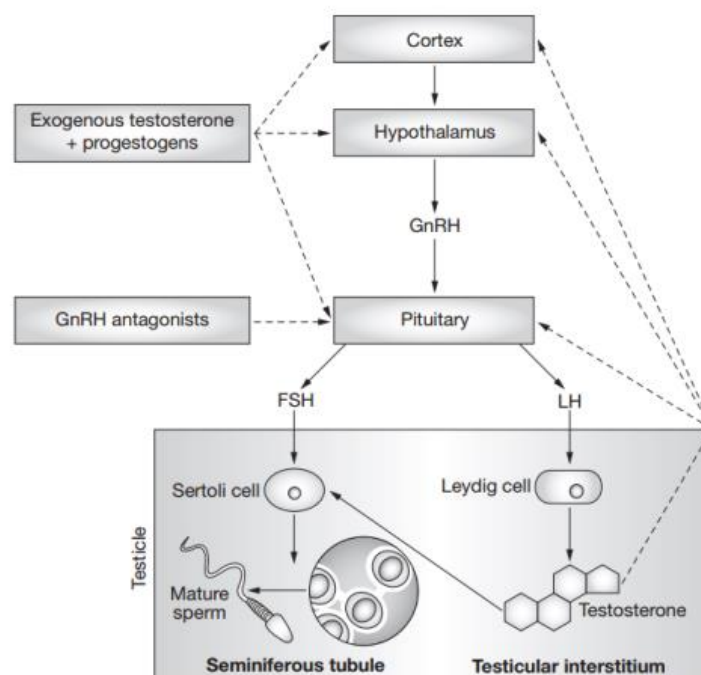 Cortex
Exogenous testosterone
+ progestogens
Hypothalamus
GnRH
GnRH antagonists
Pituitary
FSH
LH
Testicle
Sertoli cell
Leydig cell
Mature
sperm
Testosterone
Seminiferous tubule
Testicular interstitium